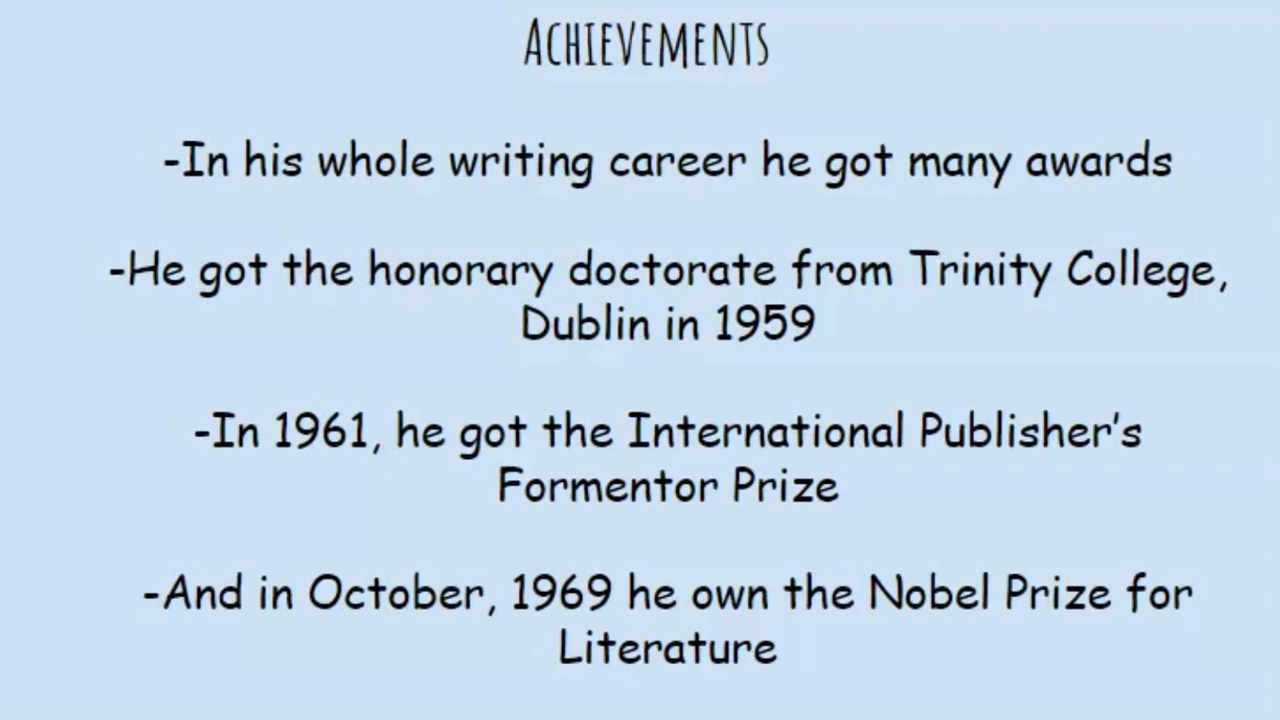 ACHIEVEMENTS
-In his whole writing career he got many awards
-He got the honorary doctorate from Trinity College,
Dublin in 1959
-In 1961, he got the International Publisher’s
Formentor Prize
-And in October, 1969 he own the Nobel Prize for
Literature